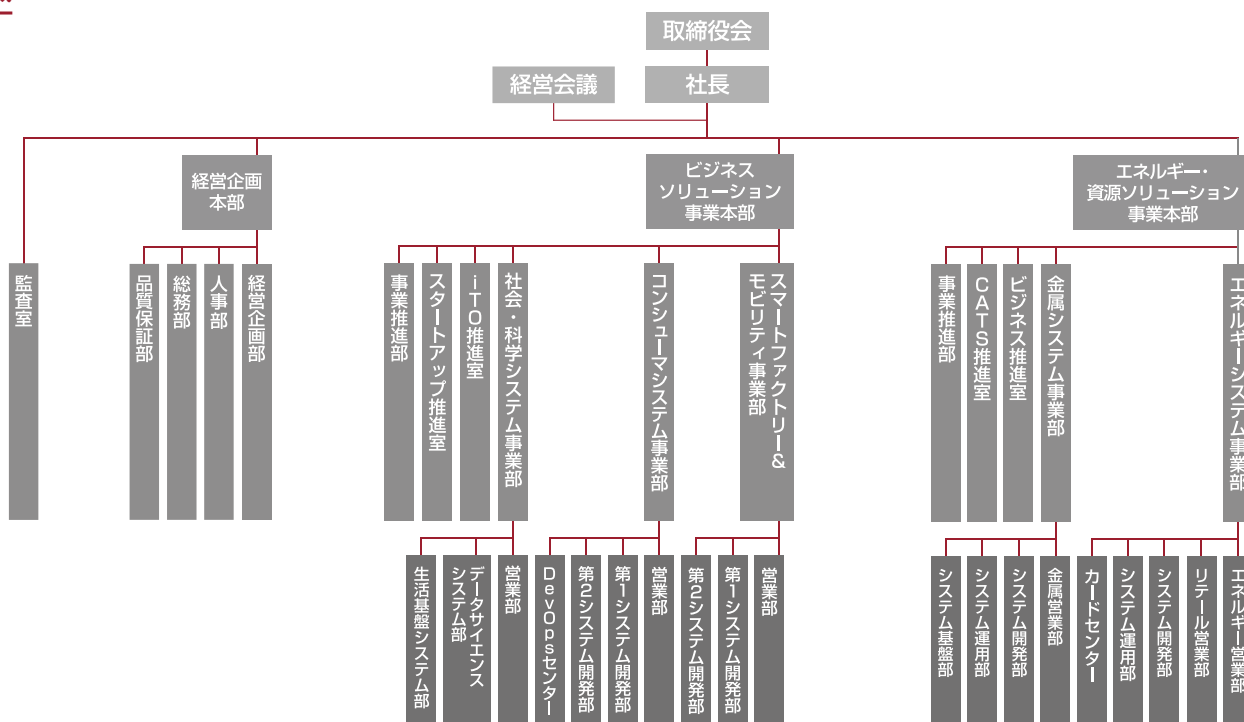 取締役会
経営会議
社長
経営企画
本部
ビジネス
ソリューション
事業本部
エネルギー・
資源ソリューション
事業本部
監査室
品質保証部
総務部
人事部
経営企画部
事業推進部
スタートアップ推進室
iTO推進室
社会・科学システム事業部
コンシューマシステム事業部
スマートファクトリー&
モビリティ事業部
事業推進部
CATS推進室
ビジネス推進室
金属システム事業部
エネルギーシステム事業部
生活基盤システム部
データサイエンス
システム部
営業部
DevOpsセンター
第2システム開発部
第1システム開発部
営業部
第2システム開発部
第1システム開発部
営業部
システム基盤部
システム運用部
システム開発部
金属営業部
カードセンター
システム運用部
システム開発部
リテール営業部
エネルギー営業部